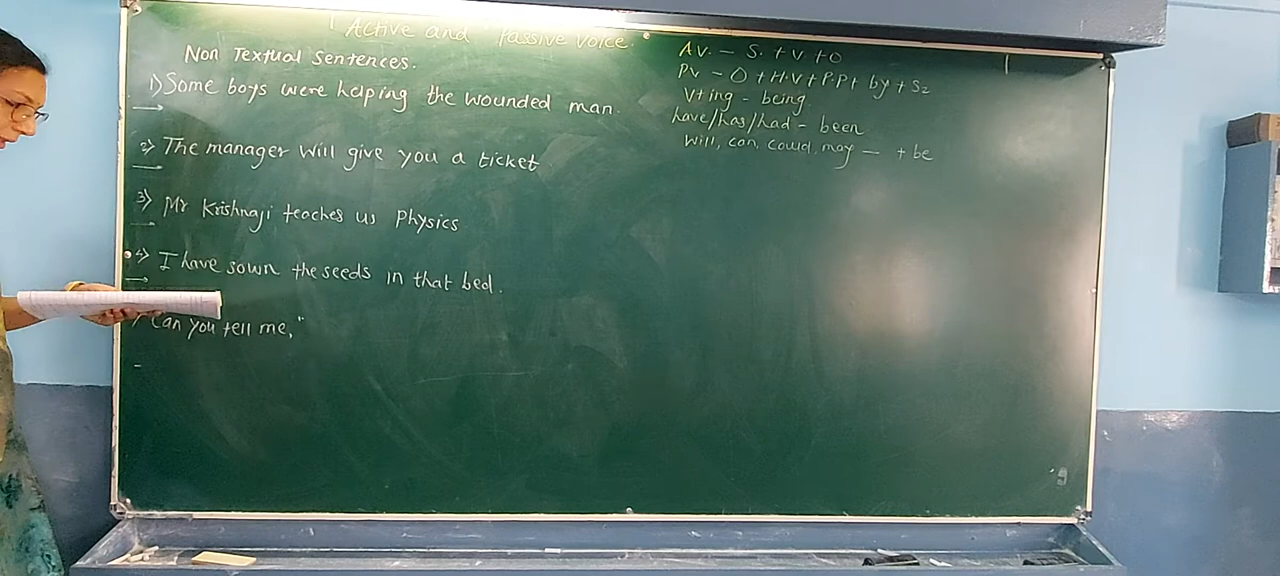 Active and Passive Voice.
Non Textual Sentences.
1) Some boys were helping the wounded man.
2) The manager will give you a ticket
3) Mr Krishnaji teaches us Physics
4) I have sown the seeds in that bed.
Can you tell me,"
Av. - S. + V + O
Pv - O + H.V + P.P + by + S2
V+ing - being
have/has/had - been
Will, can, could, may — + be